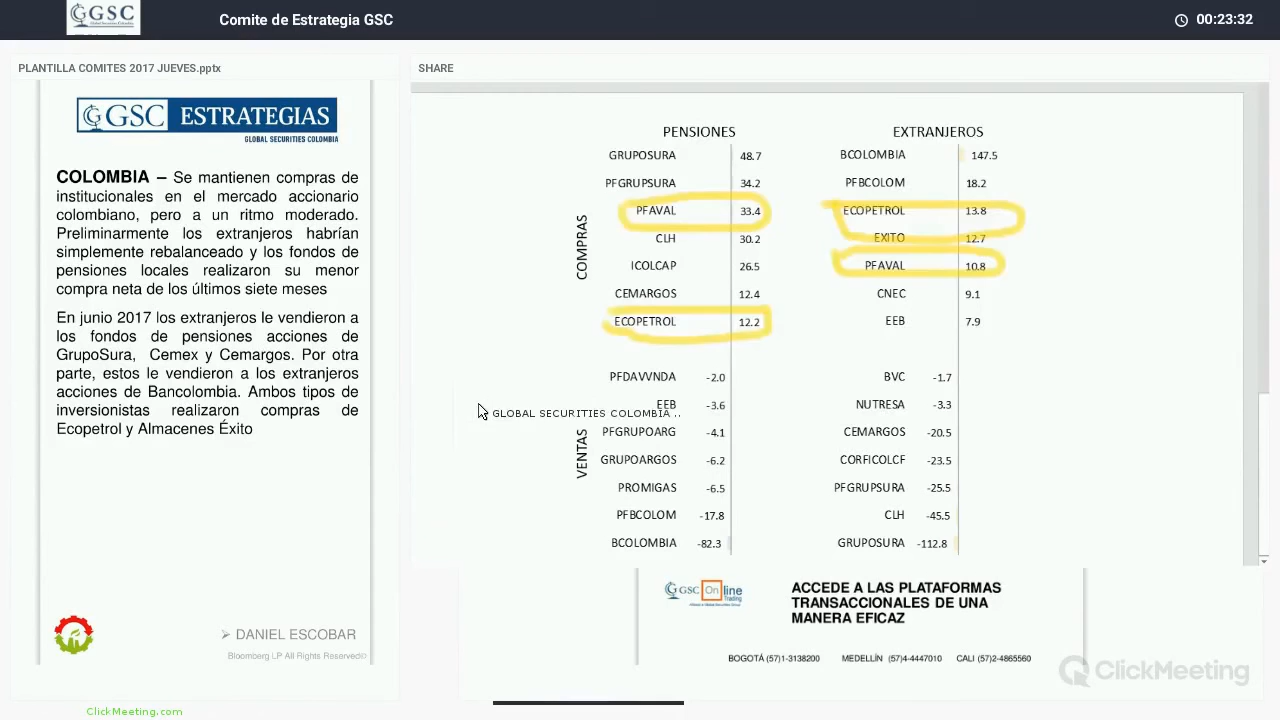 GSC
Global Securities Colombia
Comite de Estrategia GSC
00:23:32
PLANTILLA COMITES 2017 JUEVES.pptx
GSC ESTRATEGIAS
GLOBAL SECURITIES COLOMBIA
COLOMBIA – Se mantienen compras de
institucionales en el mercado accionario
colombiano, pero a un ritmo moderado.
Preliminarmente los extranjeros habrían
simplemente rebalanceado y los fondos de
pensiones locales realizaron su menor
compra neta de los últimos siete meses
En junio 2017 los extranjeros le vendieron a
los fondos de pensiones acciones de
GrupoSura, Cemex y Cemargos. Por otra
parte, estos le vendieron a los extranjeros
acciones de Bancolombia. Ambos tipos de
inversionistas realizaron compras de
Ecopetrol y Almacenes Éxito
➢ DANIEL ESCOBAR
Bloomberg LP All Rights Reserved©
ClickMeeting.com
SHARE
PENSIONES
COMPRAS
GRUPOSURA 48.7
PFGRUPSURA 34.2
PFAVAL 33.4
CLH 30.2
ICOLCAP 26.5
CEMARGOS 12.4
ECOPETROL 12.2
VENTAS
PFDAVVNDA -2.0
EEB -3.6
GLOBAL SECURITIES COLOMBIA ..
PFGRUPOARG -4.1
GRUPOARGOS -6.2
PROMIGAS -6.5
PFBCOLOM -17.8
BCOLOMBIA -82.3
EXTRANJEROS
BCOLOMBIA 147.5
PFBCOLOM 18.2
ECOPETROL 13.8
EXITO 12.7
PFAVAL 10.8
CNEC 9.1
EEB 7.9
BVC -1.7
NUTRESA -3.3
CEMARGOS -20.5
CORFICOLCF -23.5
PFGRUPSURA -25.5
CLH -45.5
GRUPOSURA -112.8
GSC Online
Trading
ACCEDE A LAS PLATAFORMAS
TRANSACCIONALES DE UNA
MANERA EFICAZ
BOGOTÁ (57)1-3138200 MEDELLÍN (57)4-4447010 CALI (57)2-4865560
ClickMeeting